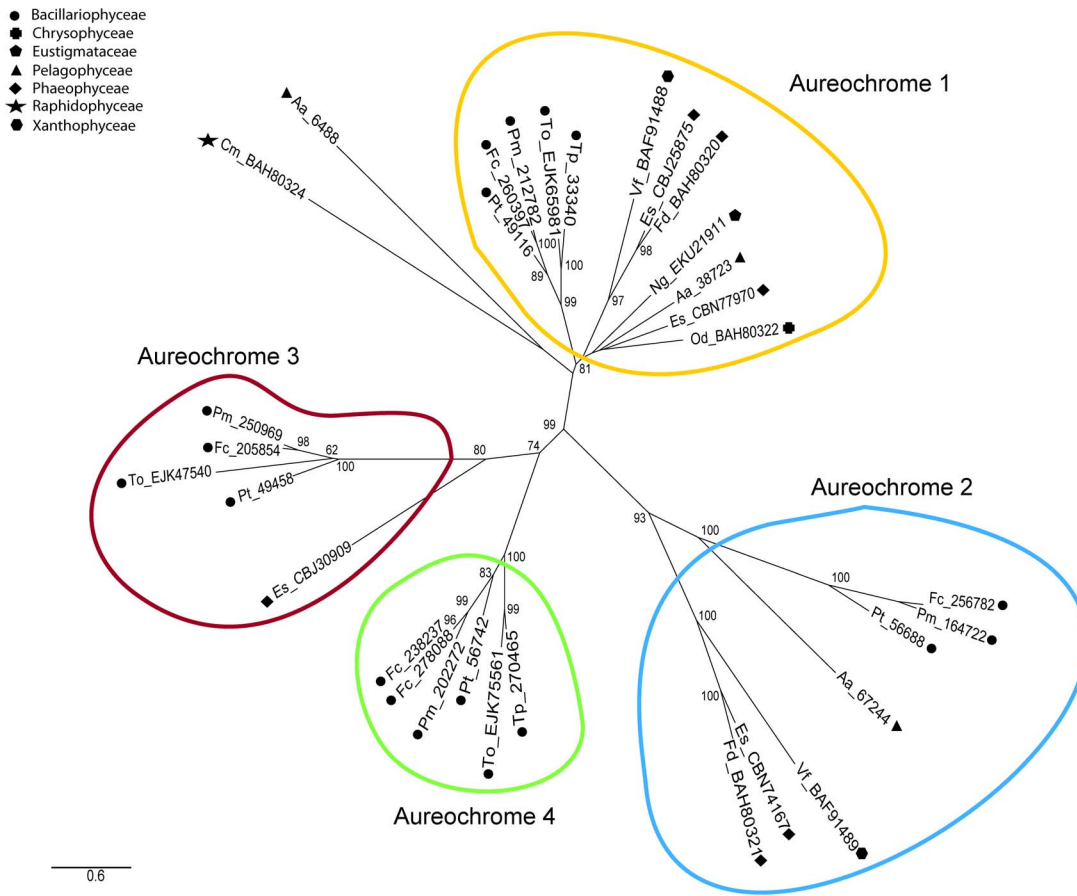 Bacillariophyceae
Chrysophyceae
Eustigmataceae
Pelagophyceae
Phaeophyceae
Raphidophyceae
Xanthophyceae
Aureochrome 1
Aa_6488
Cm_BAH80324
Fc_260397
Pt_49116
Pm_212782
To_EJK65981
Tp_33340
Vf_BAF91488
Es_CBJ25875
Fd_BAH80320
Ng_EKU21911
Aa_38723
Es_CBN77970
Od_BAH80322
100
89
100
99
98
97
81
Aureochrome 3
Pm_250969
Fc_205854
To_EJK47540
Pt_49458
Es_CBJ30909
98
62
100
80
74
99
Aureochrome 2
93
100
100
Fc_256782
Pm_164722
Pt_56688
Aa_67244
100
100
Es_CBN74167
Fd_BAH80321
Vf_BAF91489
100
83
99
96
99
Fc_238237
Fc_278088
Pm_202272
Pt_56742
To_EJK75561
Tp_270465
Aureochrome 4
0.6